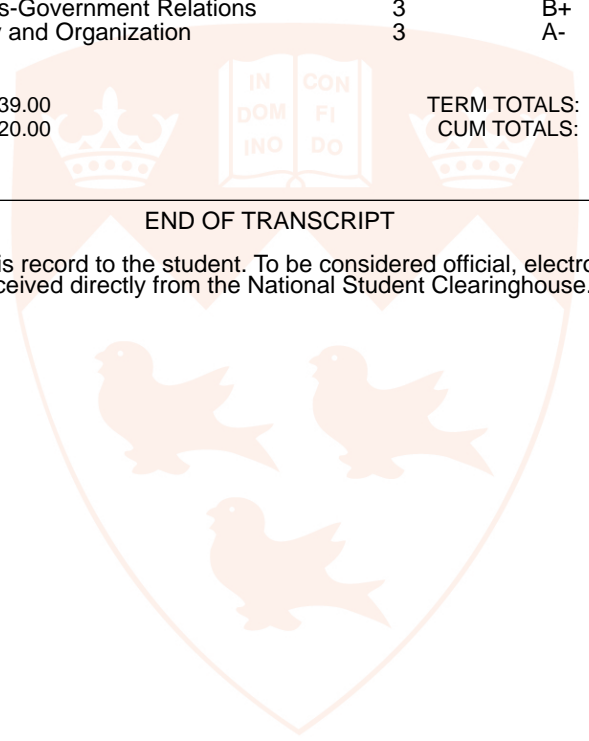 s-Government Relations 3 B+
y and Organization 3 A-
IN CON
DOM FI
INO DO
39.00 TERM TOTALS:
20.00 CUM TOTALS:
END OF TRANSCRIPT
is record to the student. To be considered official, electro
ceived directly from the National Student Clearinghouse.